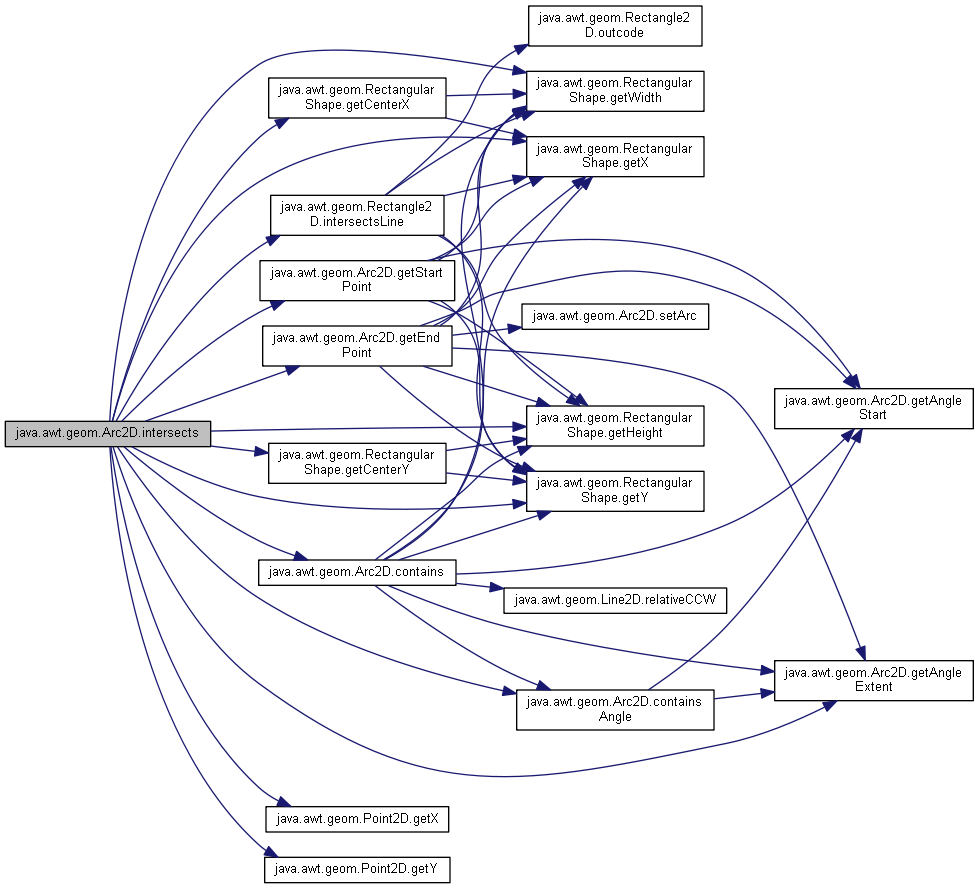 java.awt.geom.Rectangle2
D.outcode
java.awt.geom.Rectangular
Shape.getWidth
java.awt.geom.Rectangular
Shape.getCenterX
java.awt.geom.Rectangular
Shape.getX
java.awt.geom.Rectangle2
D.intersectsLine
java.awt.geom.Arc2D.getStart
Point
java.awt.geom.Arc2D.setArc
java.awt.geom.Arc2D.getEnd
Point
java.awt.geom.Arc2D.getAngle
Start
java.awt.geom.Arc2D.intersects
java.awt.geom.Rectangular
Shape.getHeight
java.awt.geom.Rectangular
Shape.getCenterY
java.awt.geom.Rectangular
Shape.getY
java.awt.geom.Arc2D.contains
java.awt.geom.Line2D.relativeCCW
java.awt.geom.Arc2D.getAngle
Extent
java.awt.geom.Arc2D.contains
Angle
java.awt.geom.Point2D.getX
java.awt.geom.Point2D.getY